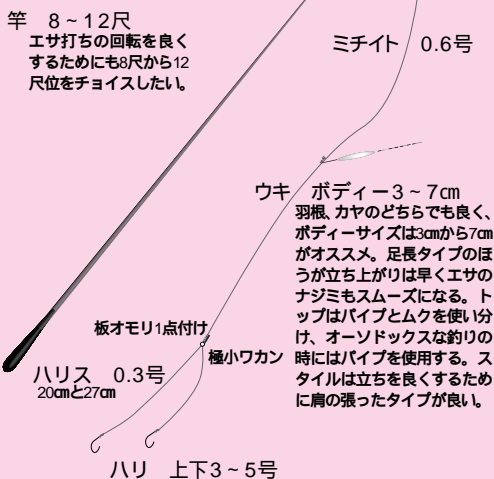 竿　8～12尺
エサ打ちの回転を良く
するためにも8尺から12
尺位をチョイスしたい。
ミチイト　0.6号
ウキ　ボディー3～7㎝
羽根、カヤのどちらでも良く、
ボディーサイズは3㎝から7㎝
がオススメ。足長タイプのほ
うが立ち上がりは早くエサの
ナジミもスムーズになる。ト
ップはパイプとムクを使い分
け、オーソドックスな釣りの
時にはパイプを使用する。ス
タイルは立ちを良くするため
に肩の張ったタイプが良い。
板オモリ1点付け
極小ワカン
ハリス　0.3号
20㎝と27㎝
ハリ　上下3～5号